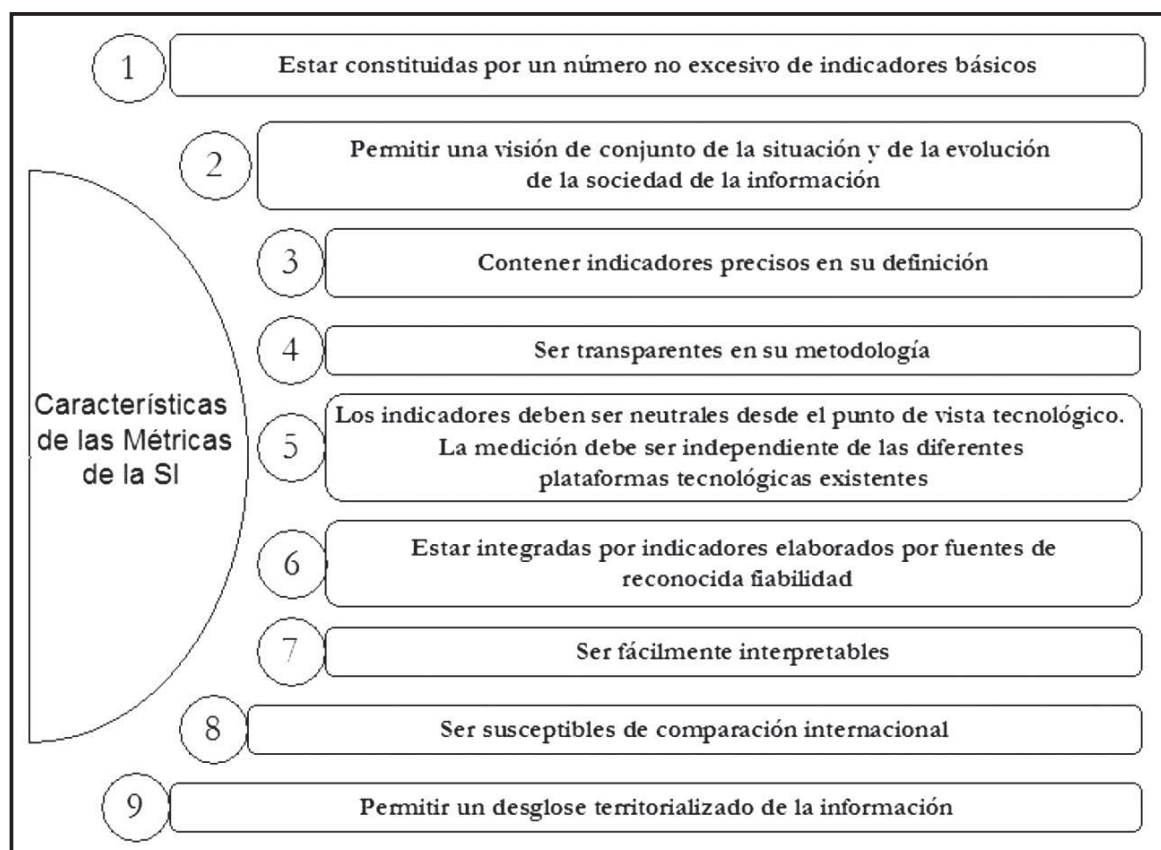 1
Estar constituidas por un número no excesivo de indicadores básicos
2
Permitir una visión de conjunto de la situación y de la evolución
de la sociedad de la información
3
Contener indicadores precisos en su definición
4
Ser transparentes en su metodología
Característícas
de las Métricas
de la SI
5
Los indicadores deben ser neutrales desde el punto de vista tecnológico.
La medición debe ser independiente de las diferentes
plataformas tecnológicas existentes
6
Estar integradas por indicadores elaborados por fuentes de
reconocida fiabilidad
7
Ser fácilmente interpretables
8
Ser susceptibles de comparación internacional
9
Permitir un desglose territorializado de la información